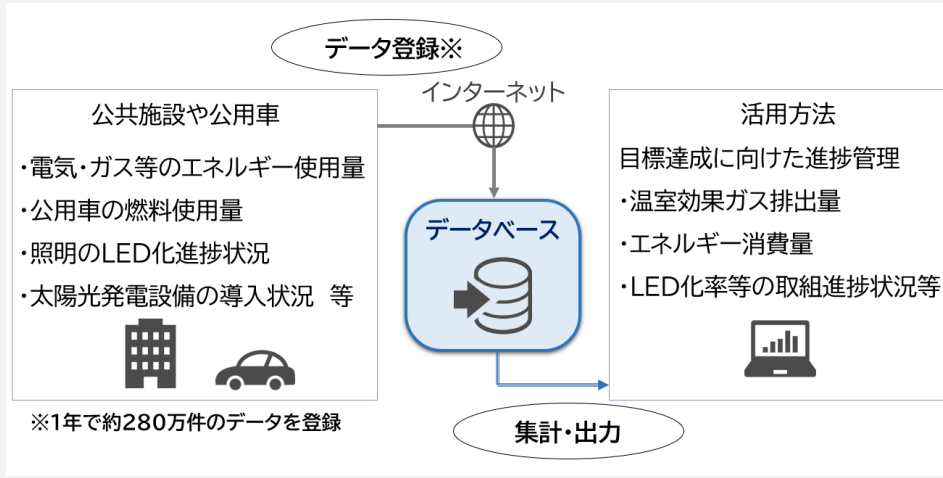 データ登録※
インターネット
公共施設や公用車
・電気・ガス等のエネルギー使用量
・公用車の燃料使用量
・照明のLED化進捗状況
・太陽光発電設備の導入状況 等
※1年で約280万件のデータを登録
データベース
集計・出力
活用方法
目標達成に向けた進捗管理
・温室効果ガス排出量
・エネルギー消費量
・LED化率等の取組進捗状況等